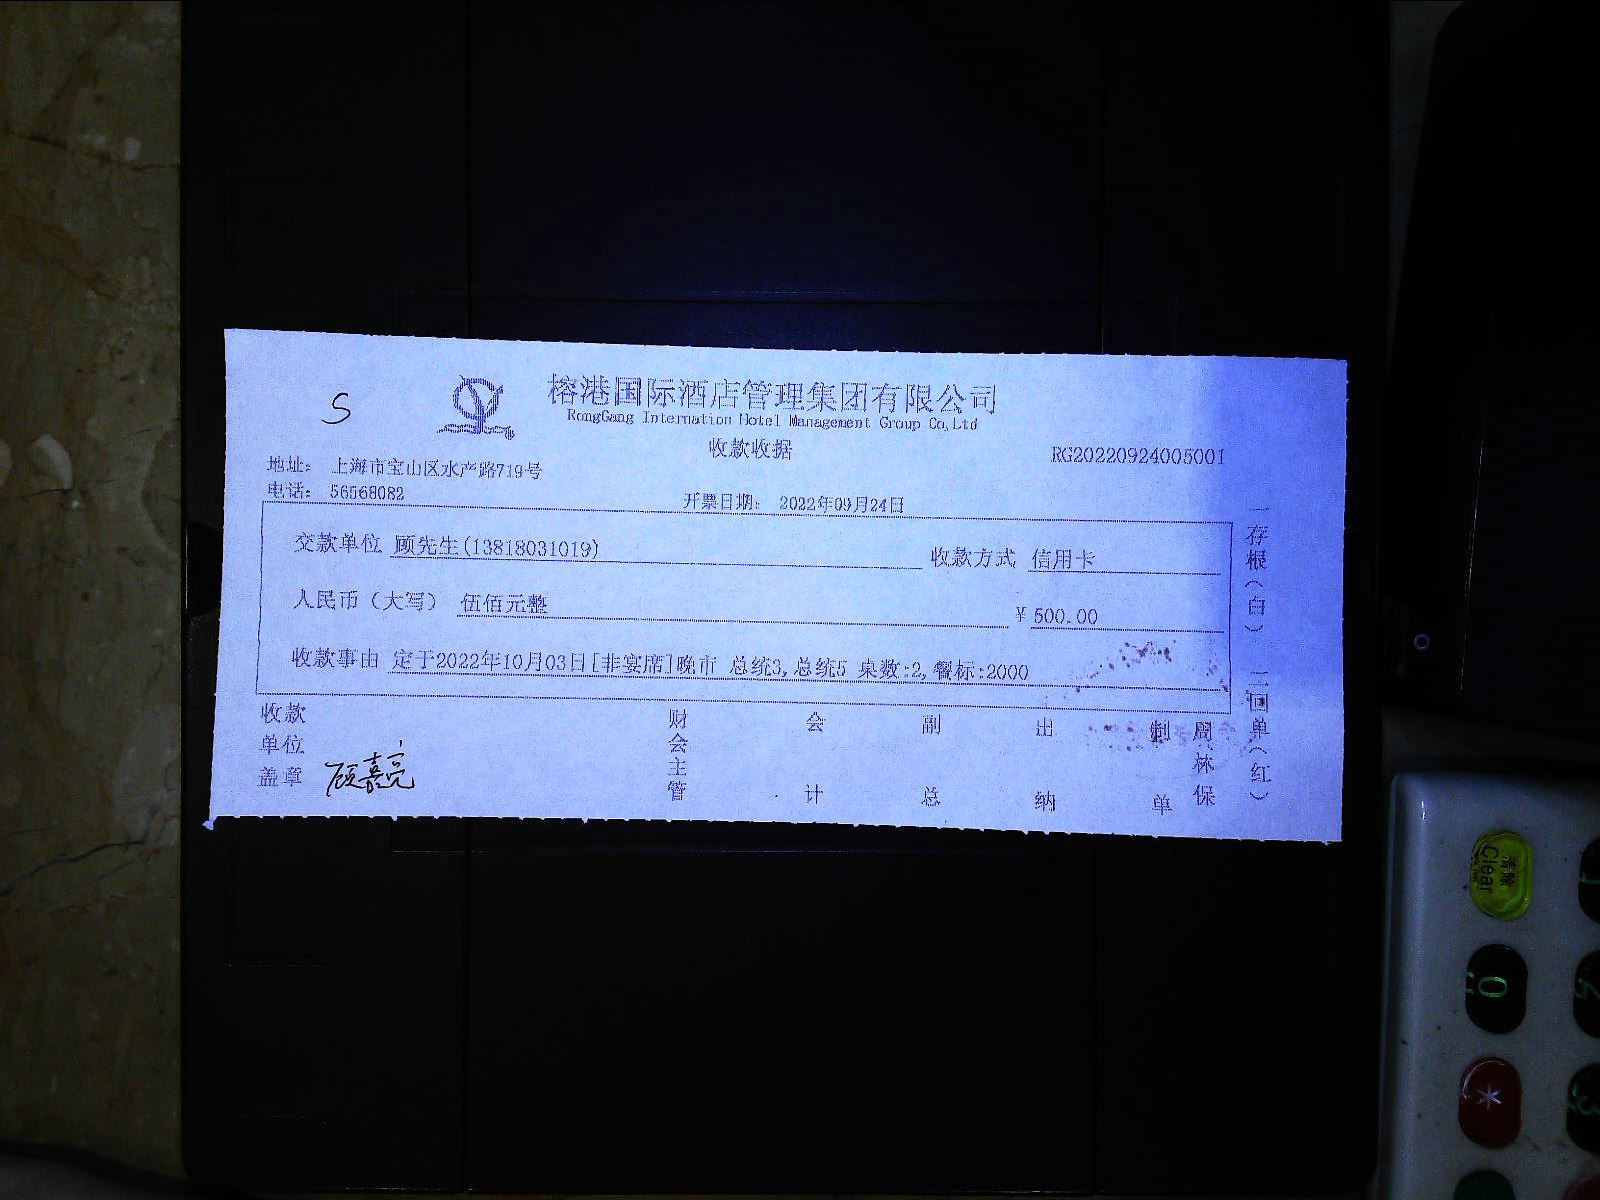 S
榕港国际酒店管理集团有限公司
RongGang Internation Hotel Management Group Co,Ltd
收款收据
RG20220924005001
地址： 上海市宝山区水产路719号
电话： 56568082
开票日期： 2022年09月24日
交款单位 顾先生(13818031019) 收款方式 信用卡
人民币（大写） 伍佰元整 ¥ 500.00
收款事由 定于2022年10月03日[非宴席]晚市 总统3,总统5 桌数:2,餐标:2000
收款单位盖章 顾嘉亮 财会主管 会计 副总 出纳 制单 周林保
一存根（白） 二回单（红）
清除
Clear
0
*